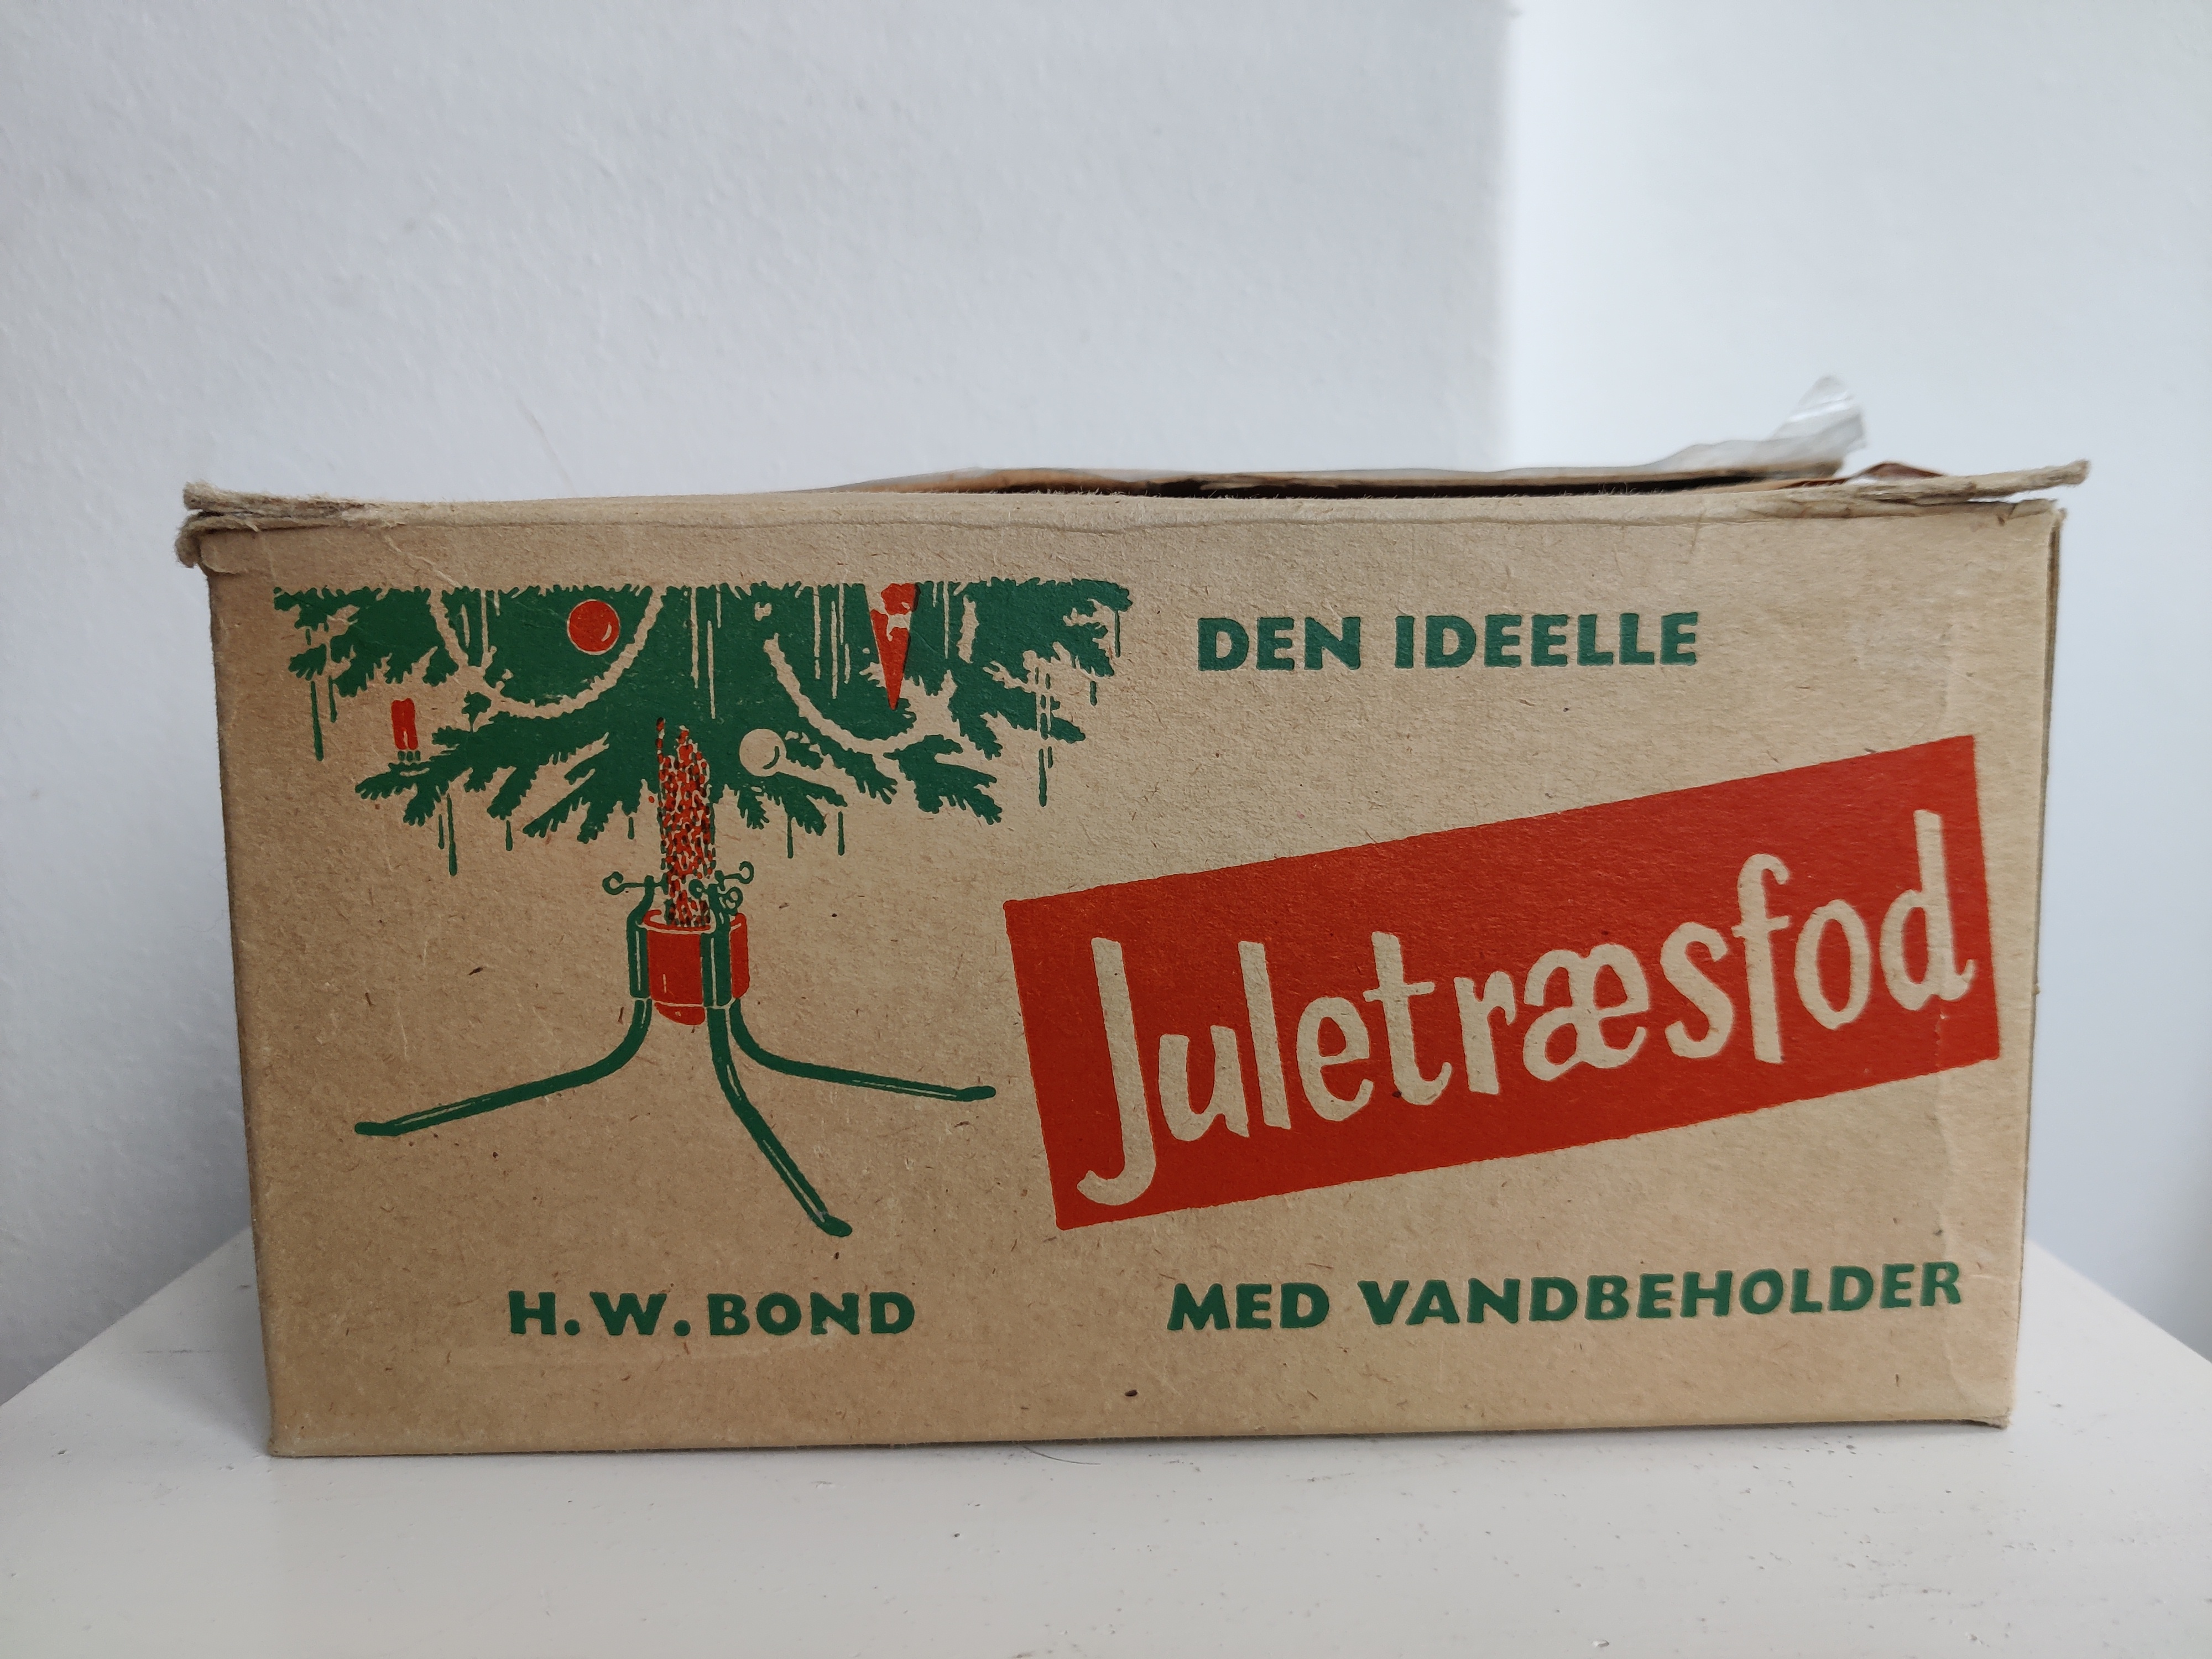 DEN IDEELLE
Juletræsfod
MED VANDBEHOLDER
H.W. BOND